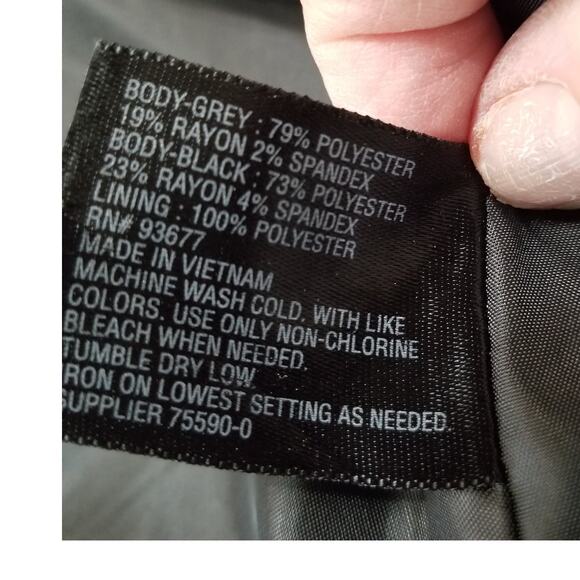 BODY-GREY : 79% POLYESTER
19% RAYON 2% SPANDEX
BODY-BLACK : 73% POLYESTER
23% RAYON 4% SPANDEX
LINING : 100% POLYESTER
RN# 93677
MADE IN VIETNAM
MACHINE WASH COLD. WITH LIKE
COLORS. USE ONLY NON-CHLORINE
BLEACH WHEN NEEDED.
TUMBLE DRY LOW.
RON ON LOWEST SETTING AS NEEDED.
SUPPLIER 75590-0